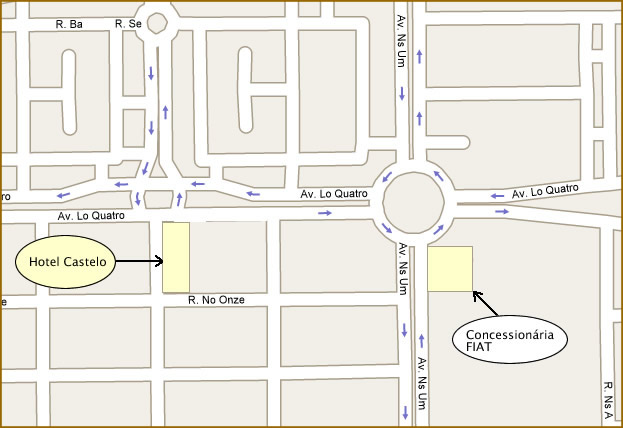 R. Ba
R. Se
Av. Ns Um
ro
Av. Lo Quatro
Av. Lo Quatro
Av. Lo Quatro
Hotel Castelo
Av. Ns Um
e
R. No Onze
Concessionária
FIAT
Av. Ns Um
R. Ns A